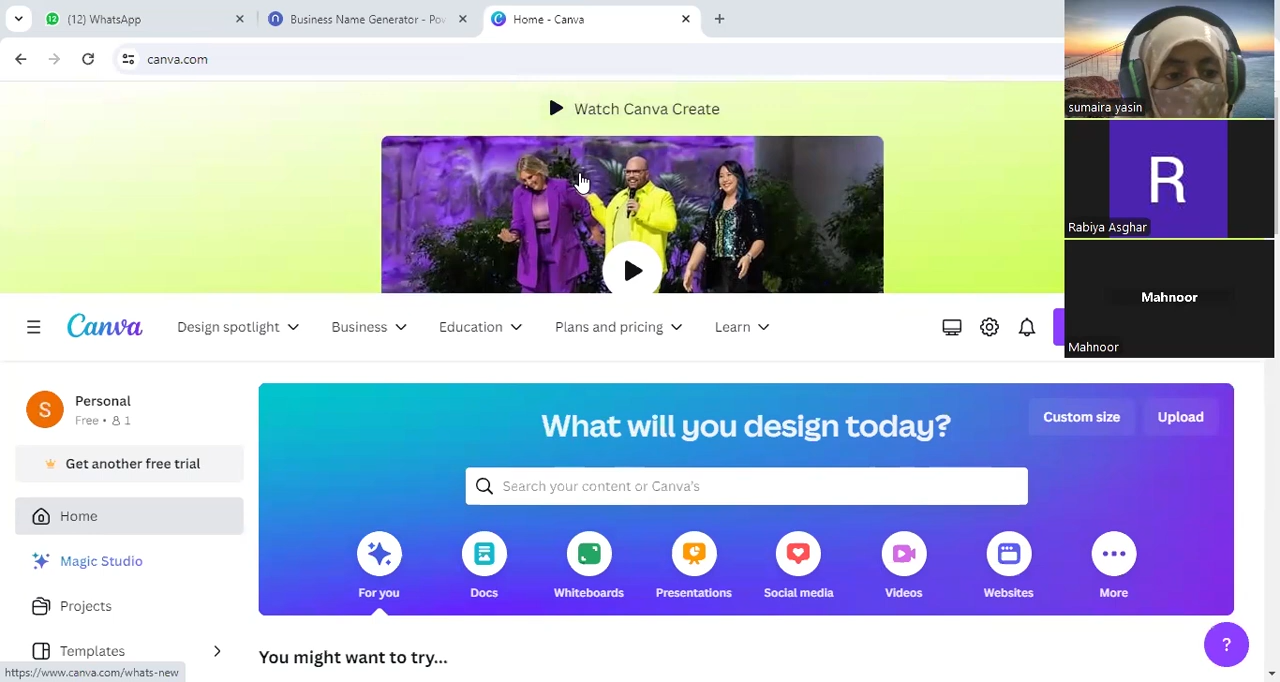 (12) WhatsApp
Business Name Generator - Pow
Home - Canva
canva.com
Watch Canva Create
sumaira yasin
R
Rabiya Asghar
Mahnoor
Mahnoor
Canva
Design spotlight
Business
Education
Plans and pricing
Learn
S
Personal
Free • 1
Get another free trial
Home
Magic Studio
Projects
Templates
What will you design today?
Custom size
Upload
Search your content or Canva's
For you
Docs
Whiteboards
Presentations
Social media
Videos
Websites
More
You might want to try...
?
https://www.canva.com/whats-new